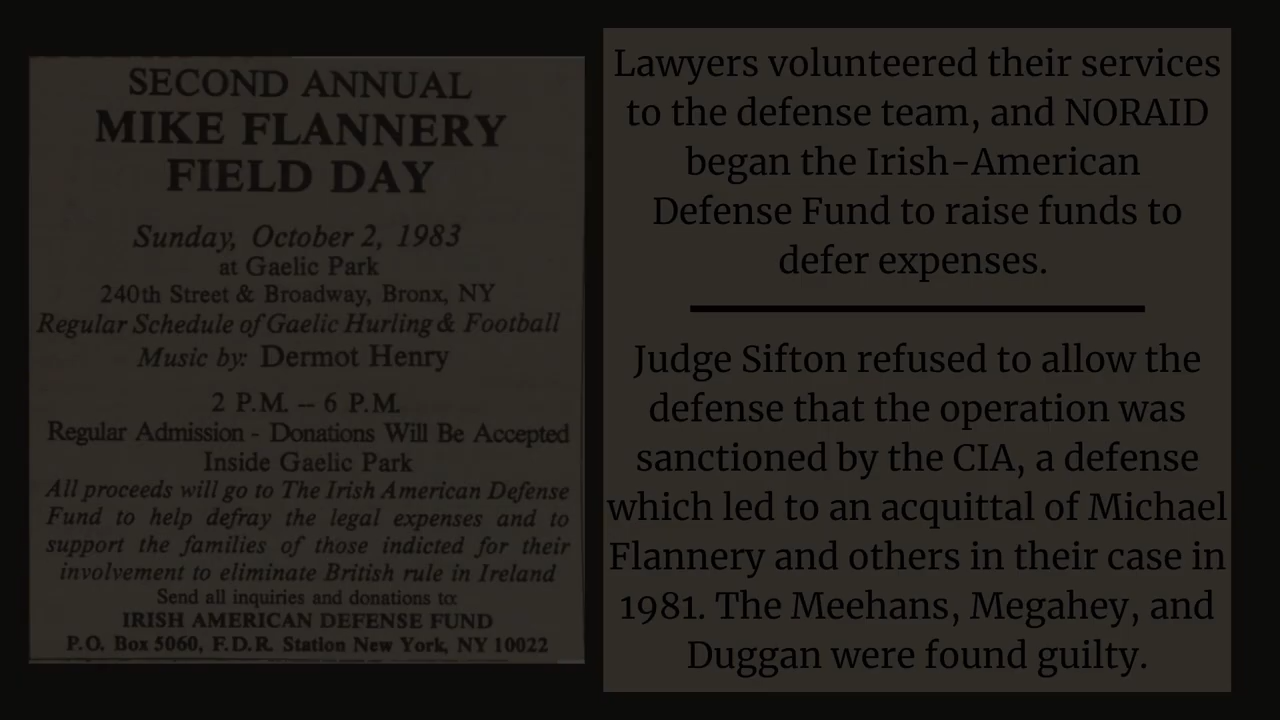 SECOND ANNUAL
MIKE FLANNERY
FIELD DAY
Sunday, October 2, 1983
at Gaelic Park
240th Street & Broadway, Bronx, NY
Regular Schedule of Gaelic Hurling & Football
Music by: Dermot Henry
2 P.M. -- 6 P.M.
Regular Admission - Donations Will Be Accepted
Inside Gaelic Park
All proceeds will go to The Irish American Defense
Fund to help defray the legal expenses and to
support the families of those indicted for their
involvement to eliminate British rule in Ireland
Send all inquiries and donations to:
IRISH AMERICAN DEFENSE FUND
P.O. Box 5060, F.D.R. Station New York, NY 10022
Lawyers volunteered their services
to the defense team, and NORAID
began the Irish-American
Defense Fund to raise funds to
defer expenses.
Judge Sifton refused to allow the
defense that the operation was
sanctioned by the CIA, a defense
which led to an acquittal of Michael
Flannery and others in their case in
1981. The Meehans, Megahey, and
Duggan were found guilty.